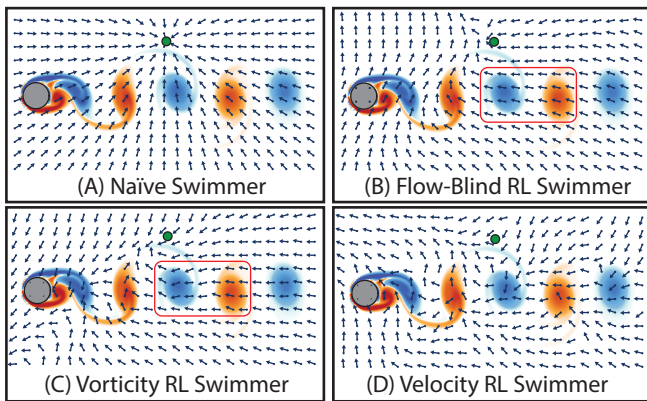 (A) Naïve Swimmer
(B) Flow-Blind RL Swimmer
(C) Vorticity RL Swimmer
(D) Velocity RL Swimmer